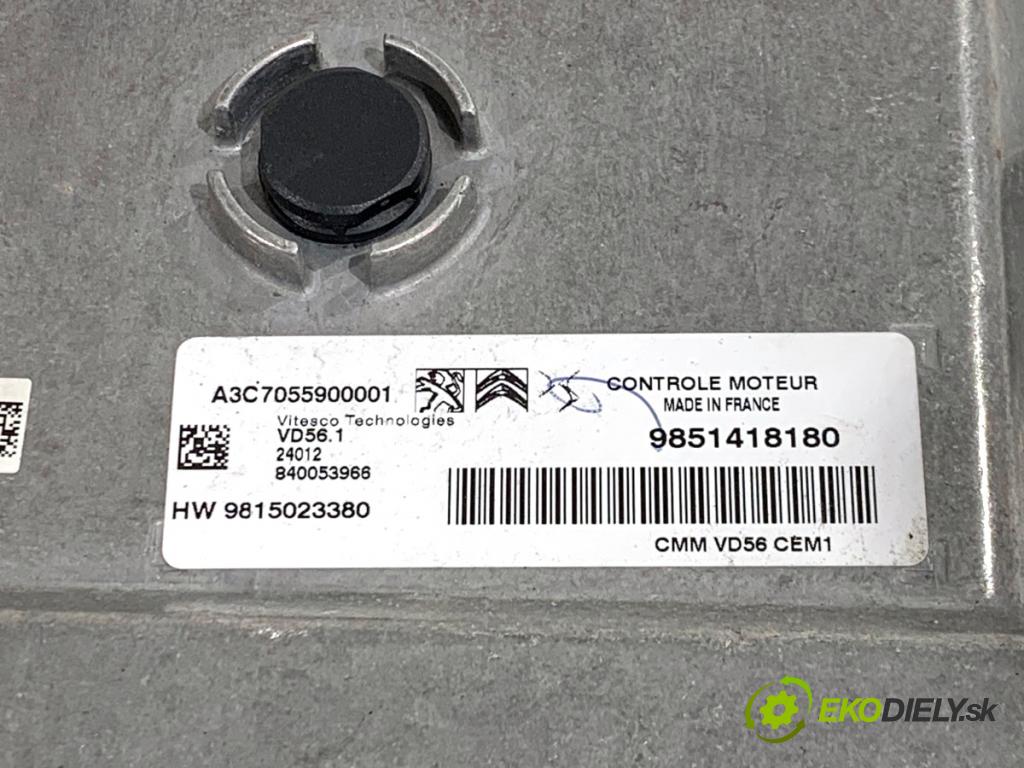 A3C7055900001
Vitesco Technologies
VD56.1
24012
840053966
HW 9815023380
CONTROLE MOTEUR
MADE IN FRANCE
9851418180
CMM VD56 CEM1
EKODIELY.sk